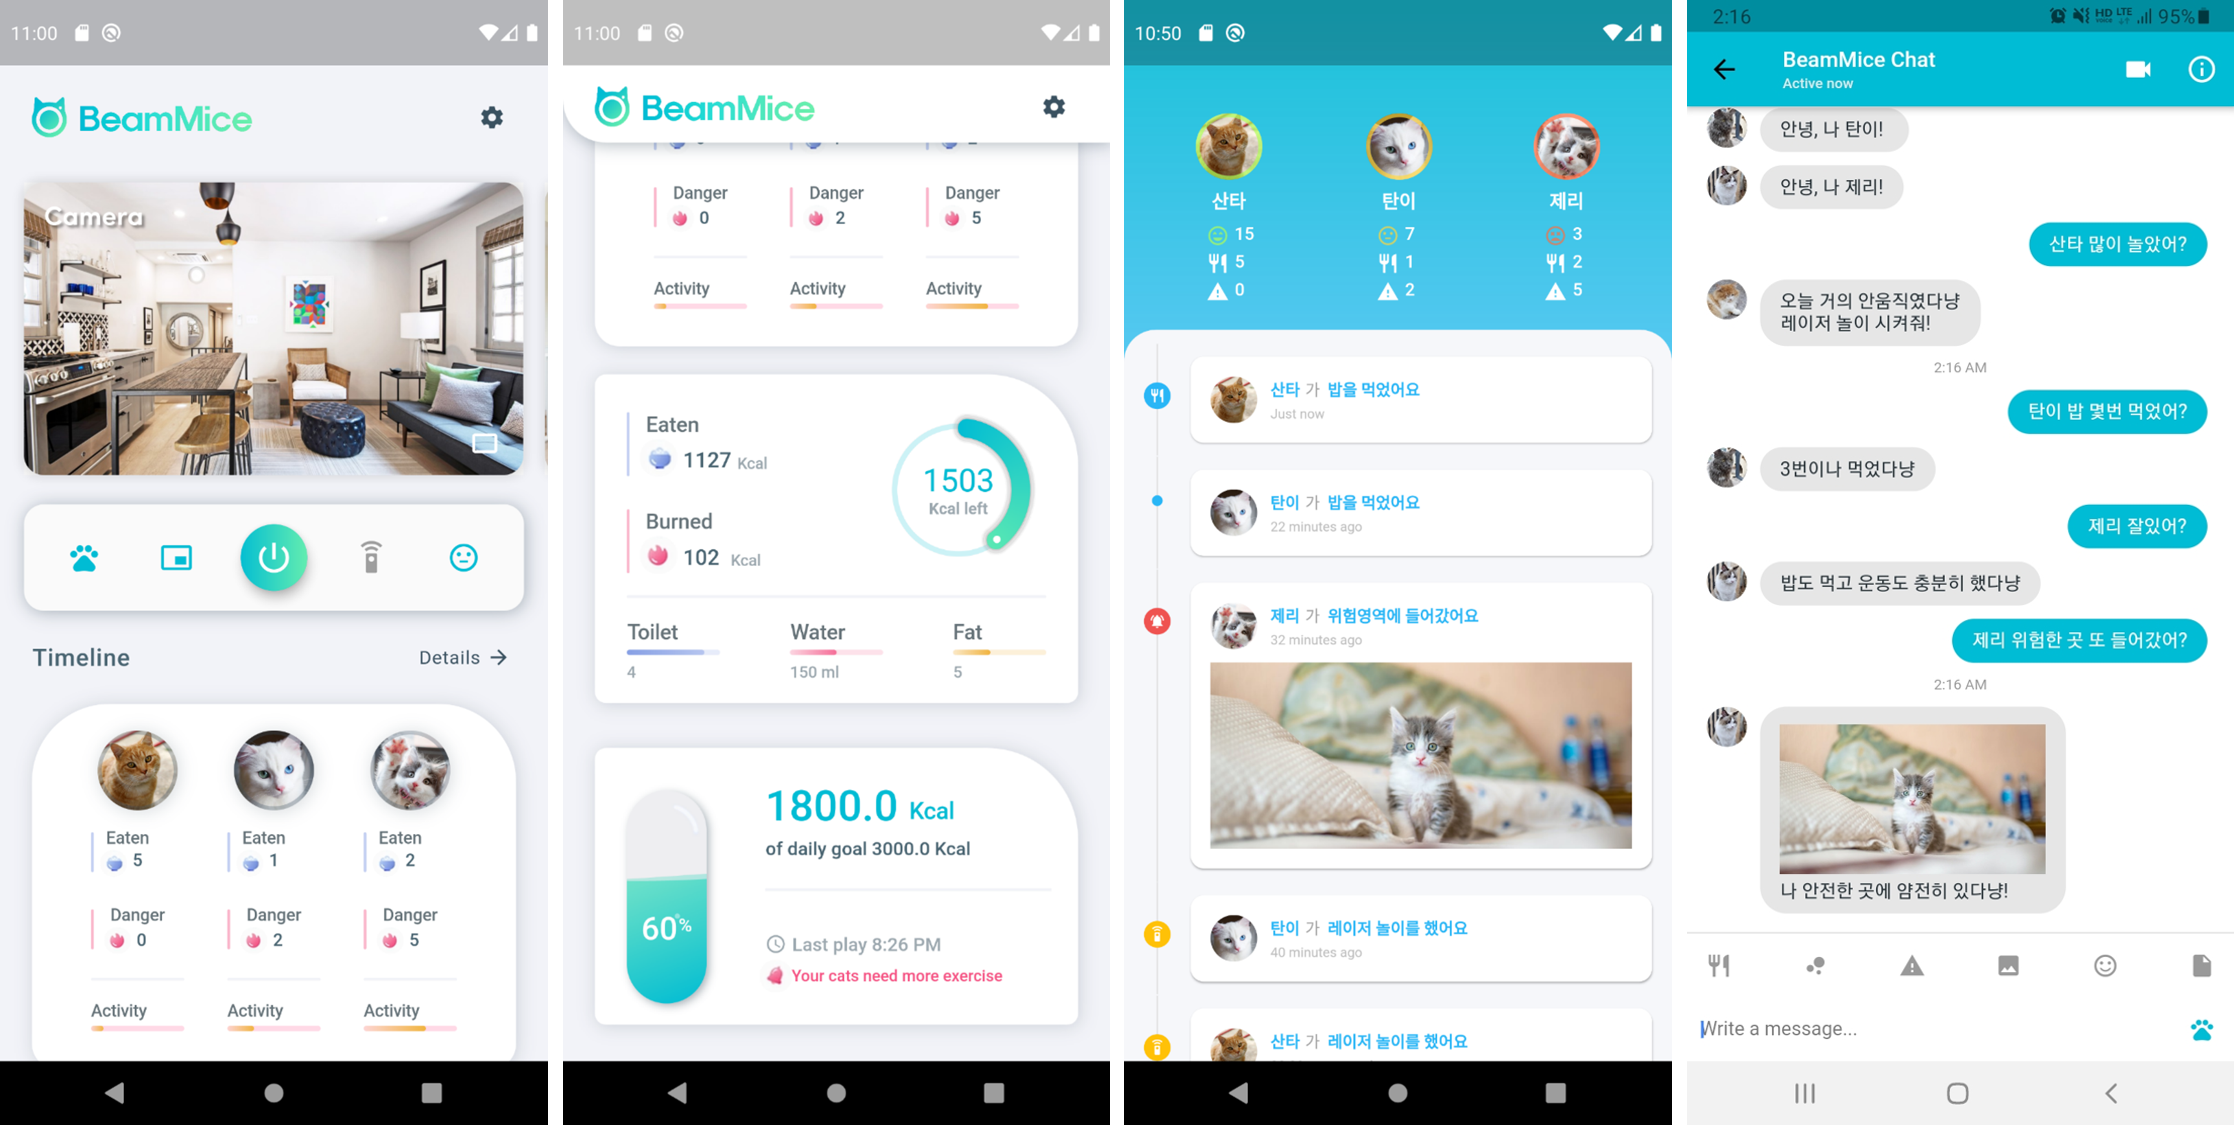 11:00
BeamMice
Camera
Timeline
Details
Eaten
5
Eaten
1
Eaten
2
Danger
0
Danger
2
Danger
5
Activity
Activity
Activity
11:00
BeamMice
Danger
0
Danger
2
Danger
5
Activity
Activity
Activity
Eaten
1127 Kcal
Burned
102 Kcal
1503
Kcal left
Toilet
4
Water
150 ml
Fat
5
1800.0 Kcal
of daily goal 3000.0 Kcal
60%
Last play 8:26 PM
Your cats need more exercise
10:50
산타
15
5
0
탄이
7
1
2
제리
3
2
5
산타 가 밥을 먹었어요
Just now
탄이 가 밥을 먹었어요
22 minutes ago
제리 가 위험영역에 들어갔어요
32 minutes ago
탄이 가 레이저 놀이를 했어요
40 minutes ago
산타 가 레이저 놀이를 했어요
2:16
HD
VOICE
LTE
95%
BeamMice Chat
Active now
안녕, 나 탄이!
안녕, 나 제리!
산타 많이 놀았어?
오늘 거의 안움직였다냥
레이저 놀이 시켜줘!
2:16 AM
탄이 밥 몇번 먹었어?
3번이나 먹었다냥
제리 잘있어?
밥도 먹고 운동도 충분히 했다냥
제리 위험한 곳 또 들어갔어?
2:16 AM
나 안전한 곳에 얌전히 있다냥!
Write a message...